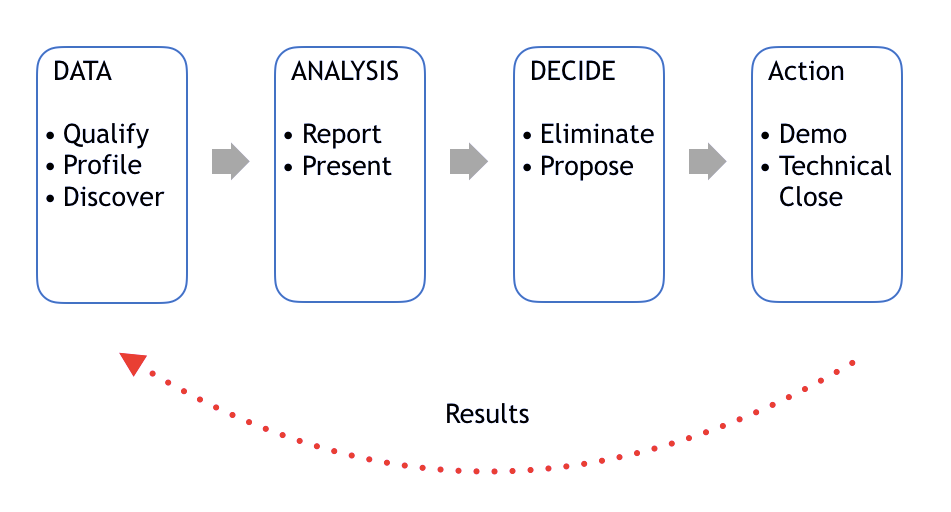 DATA
• Qualify
• Profile
• Discover
ANALYSIS
• Report
• Present
DECIDE
• Eliminate
• Propose
Action
• Demo
• Technical
Close
Results